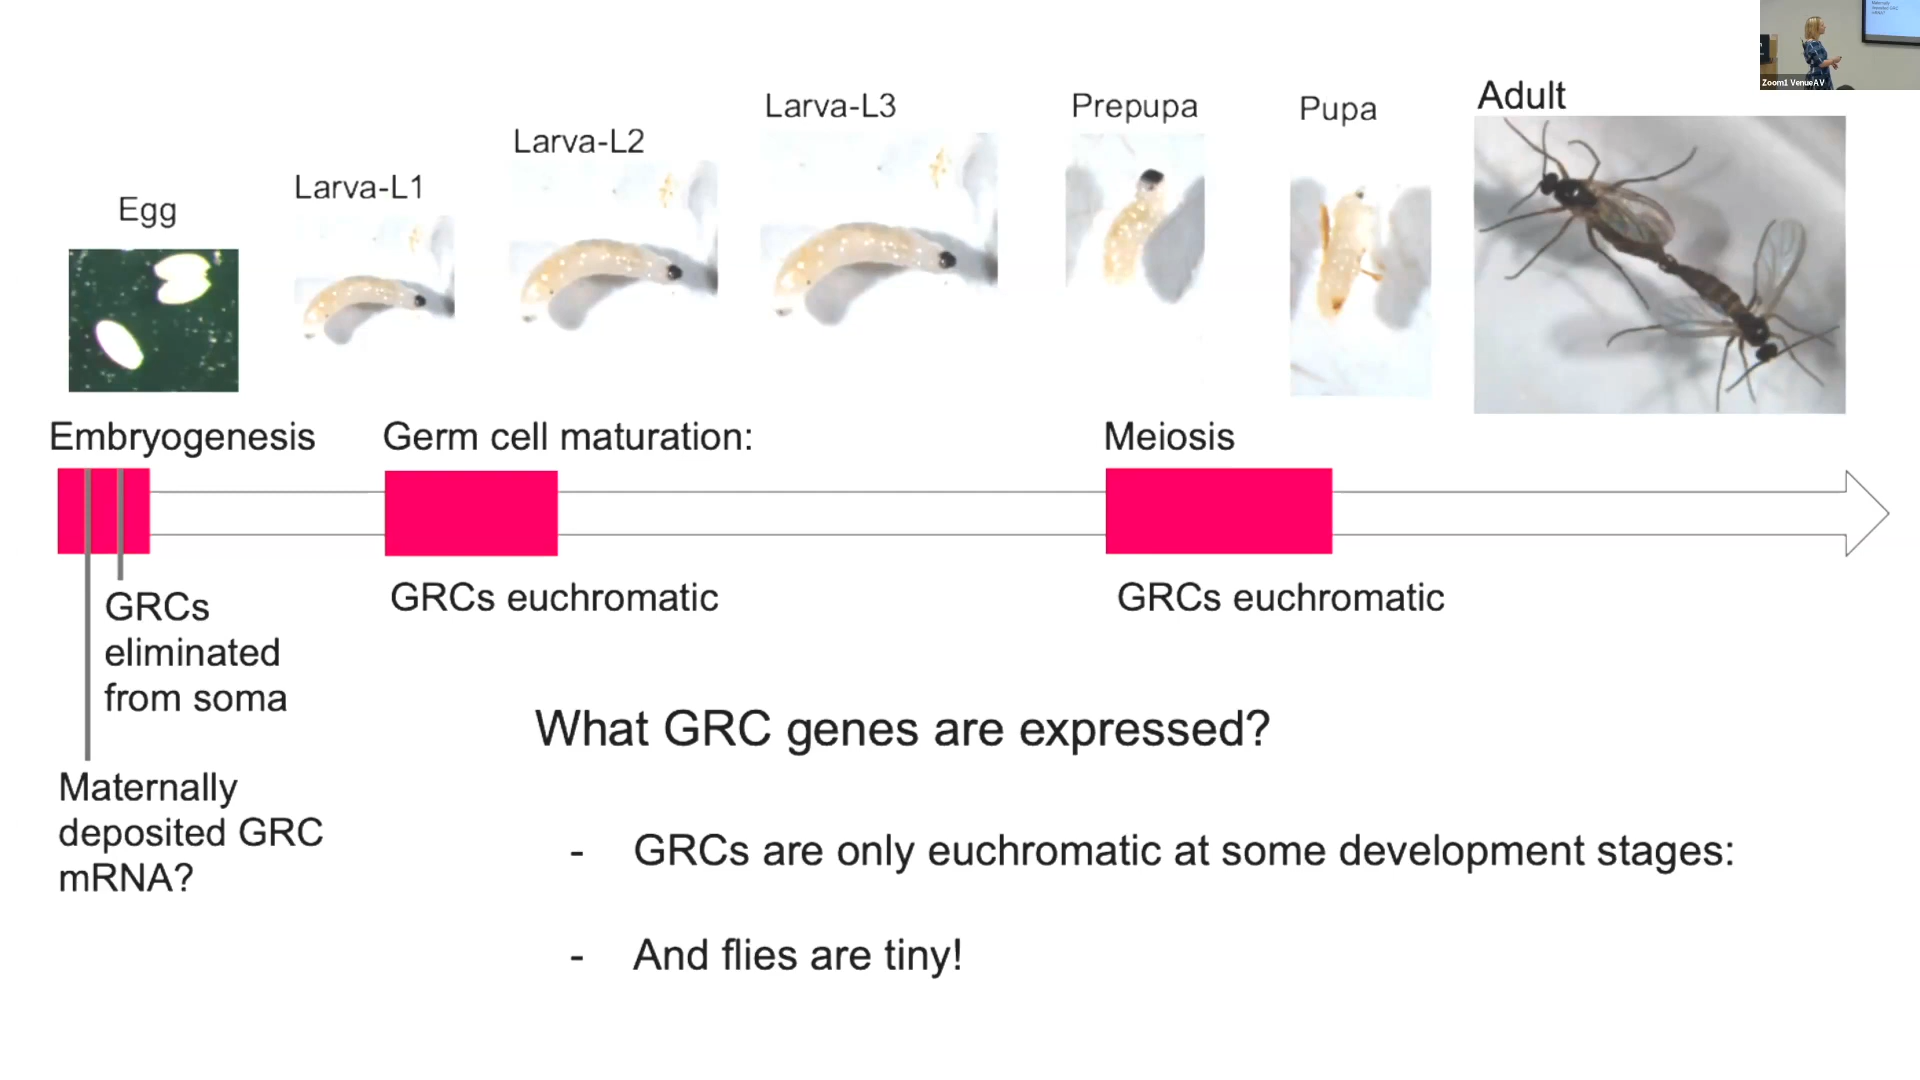 Egg
Larva-L1
Larva-L2
Larva-L3
Prepupa
Pupa
Adult
Zoom1 VenueAV
Embryogenesis
Germ cell maturation:
Meiosis
GRCs
eliminated
from soma
GRCs euchromatic
GRCs euchromatic
Maternally
deposited GRC
mRNA?
What GRC genes are expressed?
- GRCs are only euchromatic at some development stages:
- And flies are tiny!